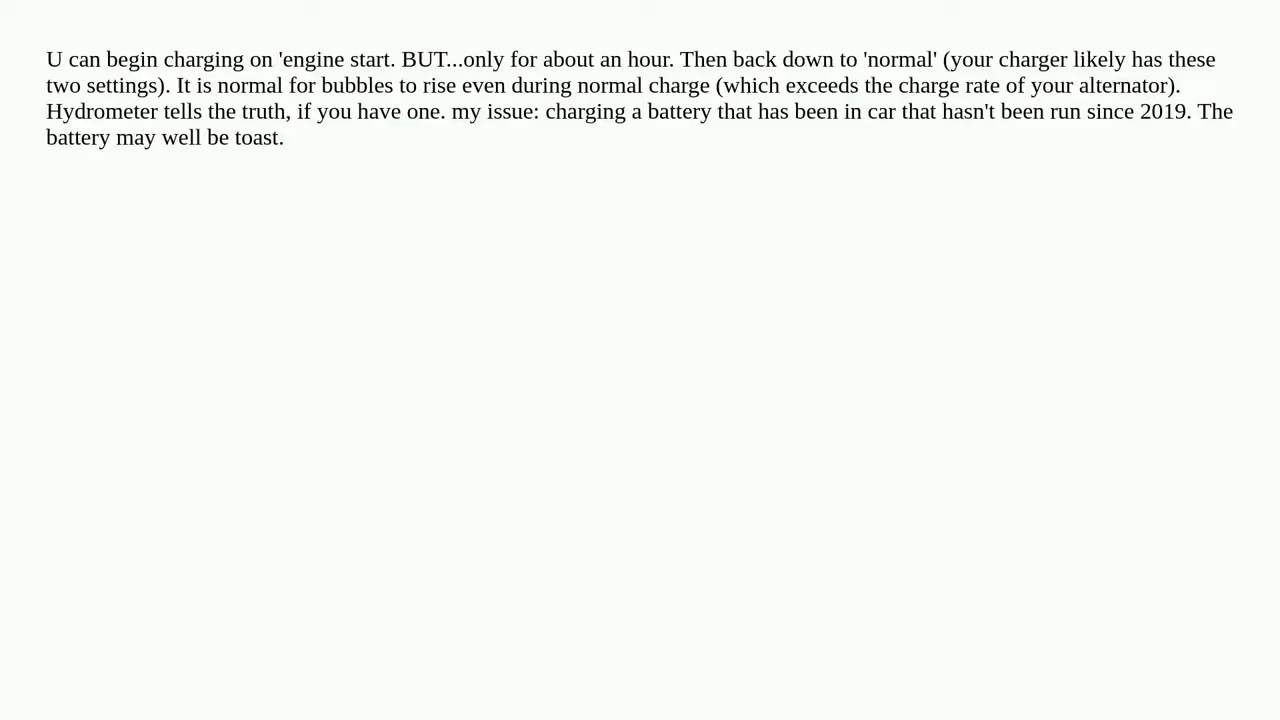 U can begin charging on 'engine start. BUT...only for about an hour. Then back down to 'normal' (your charger likely has these
two settings). It is normal for bubbles to rise even during normal charge (which exceeds the charge rate of your alternator).
Hydrometer tells the truth, if you have one. my issue: charging a battery that has been in car that hasn't been run since 2019. The
battery may well be toast.